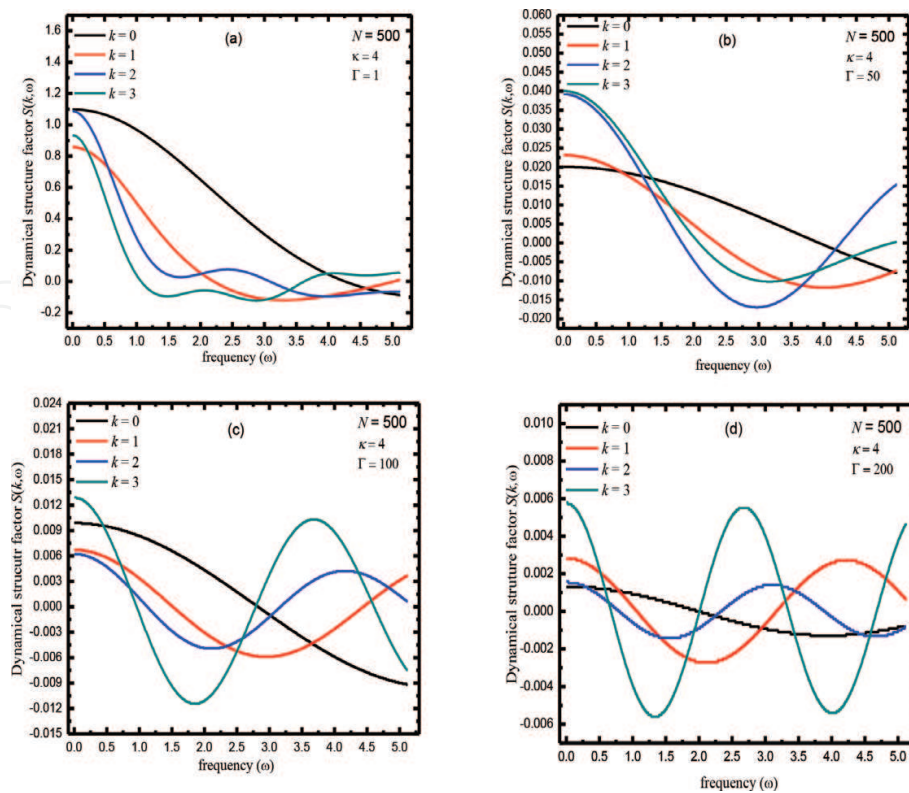 (a)
N = 500
κ = 4
Γ = 1
k = 0
k = 1
k = 2
k = 3
Dynamical structure factor S(k,ω)
1.6
1.4
1.2
1.0
0.8
0.6
0.4
0.2
0.0
-0.2
0.0 0.5 1.0 1.5 2.0 2.5 3.0 3.5 4.0 4.5 5.0
frequency (ω)
(b)
N = 500
κ = 4
Γ = 50
k = 0
k = 1
k = 2
k = 3
Dynamical structure factor S(k,ω)
0.060
0.055
0.050
0.045
0.040
0.035
0.030
0.025
0.020
0.015
0.010
0.005
0.000
-0.005
-0.010
-0.015
-0.020
0.0 0.5 1.0 1.5 2.0 2.5 3.0 3.5 4.0 4.5 5.0
frequency (ω)
(c)
N = 500
κ = 4
Γ = 100
k = 0
k = 1
k = 2
k = 3
Dynamical strucutr factor S(k,ω)
0.024
0.021
0.018
0.015
0.012
0.009
0.006
0.003
0.000
-0.003
-0.006
-0.009
-0.012
-0.015
0.0 0.5 1.0 1.5 2.0 2.5 3.0 3.5 4.0 4.5 5.0
frequency (ω)
(d)
N = 500
κ = 4
Γ = 200
k = 0
k = 1
k = 2
k = 3
Dynamical struture factor S(k,ω)
0.010
0.008
0.006
0.004
0.002
0.000
-0.002
-0.004
-0.006
0.0 0.5 1.0 1.5 2.0 2.5 3.0 3.5 4.0 4.5 5.0
frequency (ω)